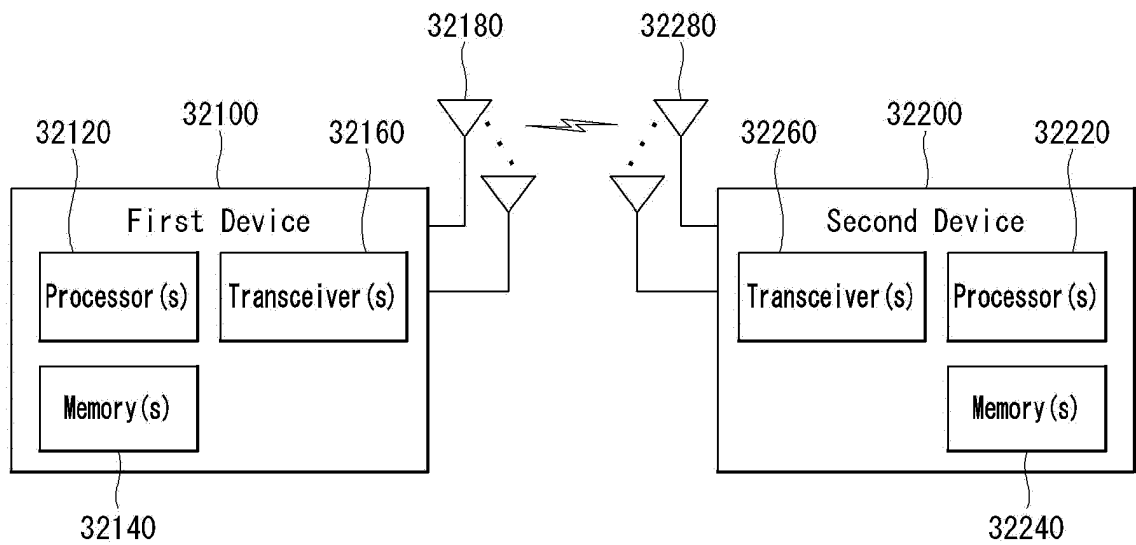 32180
32280
32100
32200
32120
32160
32260
32220
First Device
Second Device
Processor(s)
Transceiver(s)
Transceiver(s)
Processor(s)
Memory(s)
Memory(s)
32140
32240